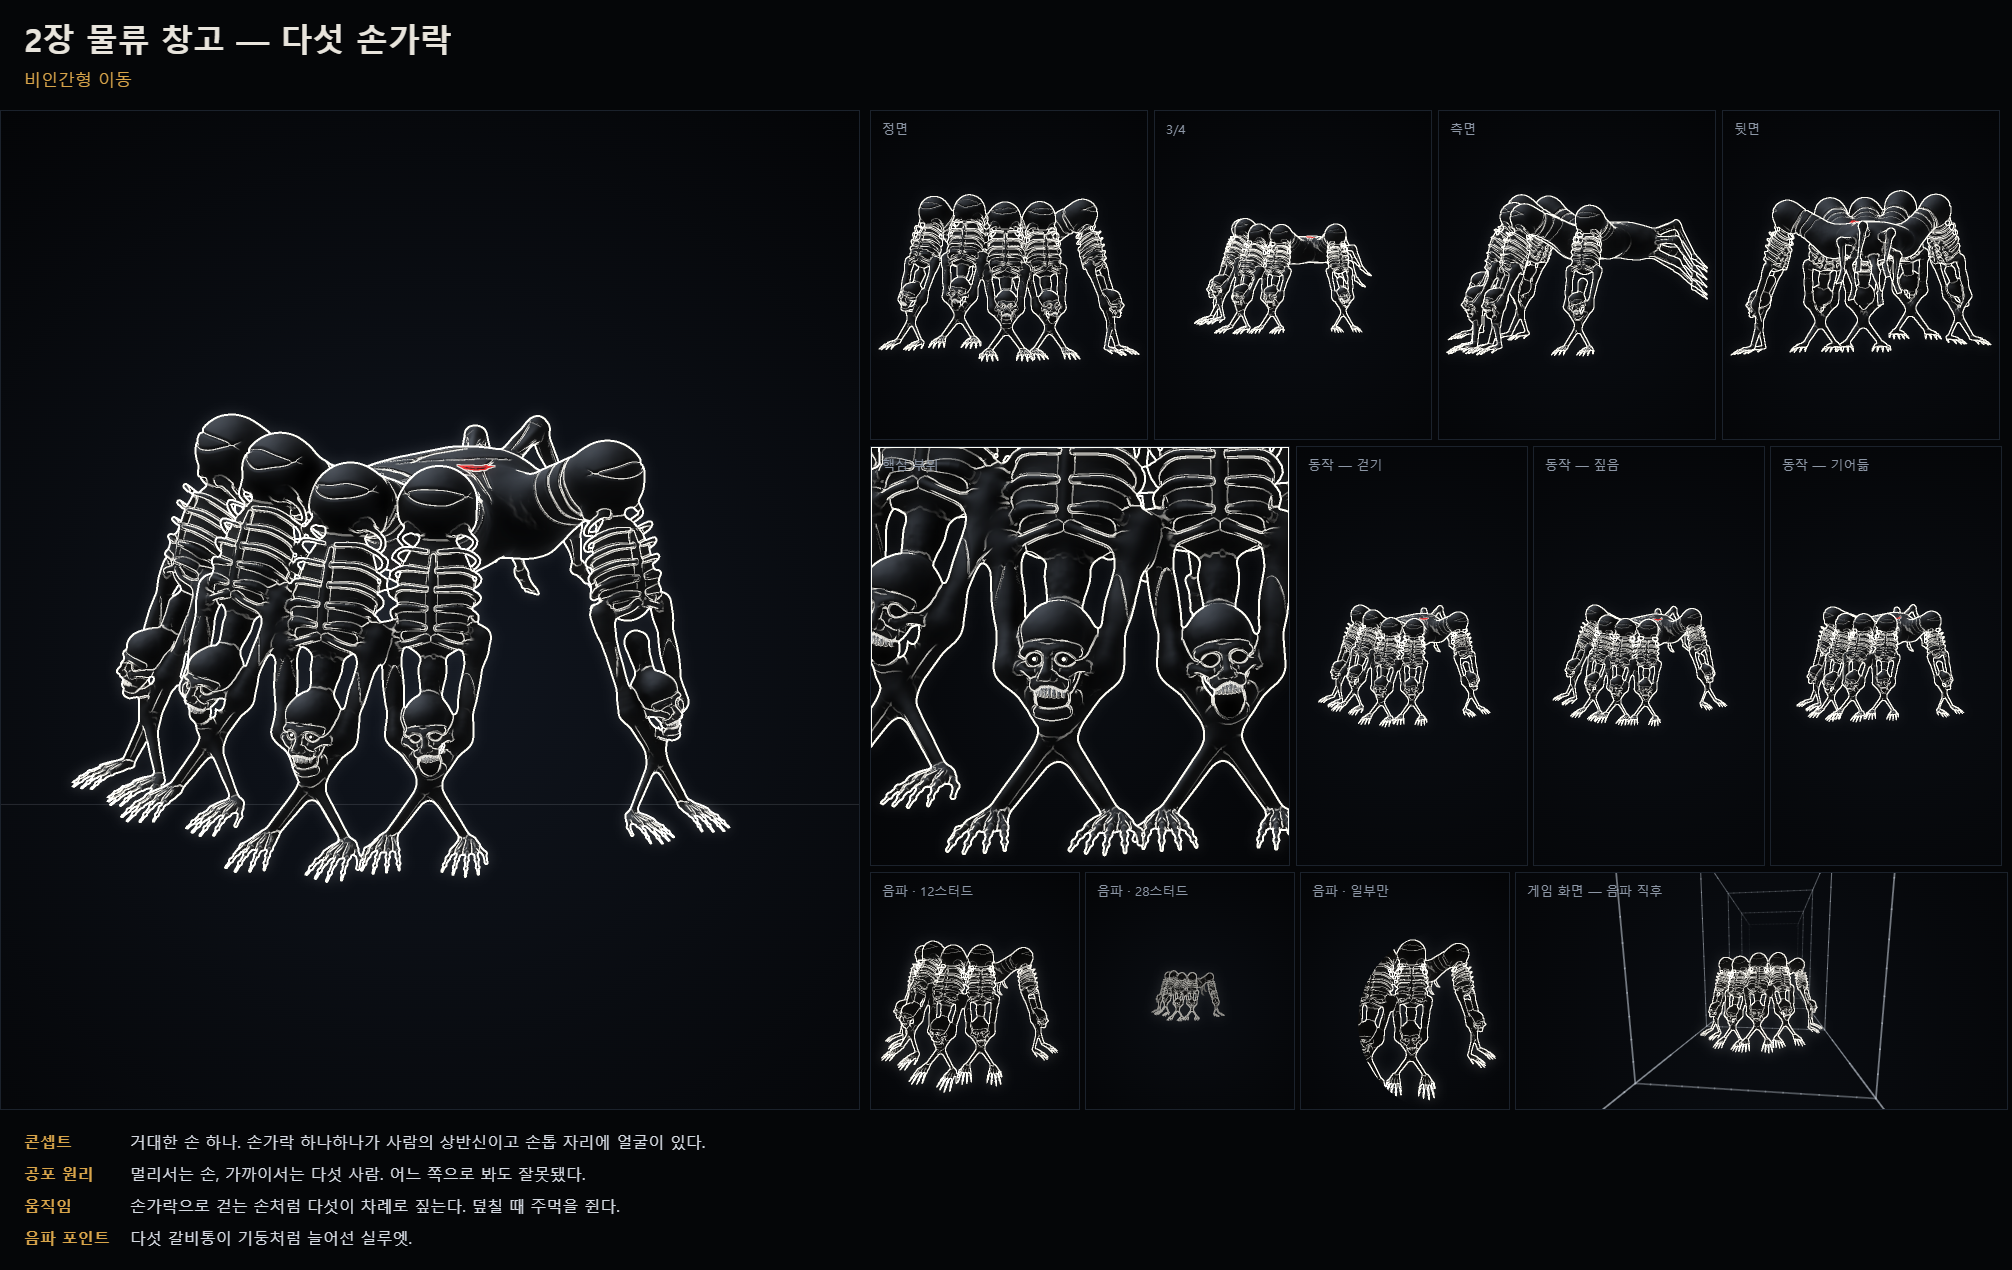 2장 물류 창고 — 다섯 손가락
비인간형 이동
정면
3/4
측면
뒷면
핵심 부위
동작 — 걷기
동작 — 짚음
동작 — 기어듦
음파 · 12스터드
음파 · 28스터드
음파 · 일부만
게임 화면 — 음파 직후
콘셉트 거대한 손 하나. 손가락 하나하나가 사람의 상반신이고 손톱 자리에 얼굴이 있다.
공포 원리 멀리서는 손, 가까이서는 다섯 사람. 어느 쪽으로 봐도 잘못됐다.
움직임 손가락으로 걷는 손처럼 다섯이 차례로 짚는다. 덮칠 때 주먹을 쥔다.
음파 포인트 다섯 갈비통이 기둥처럼 늘어선 실루엣.